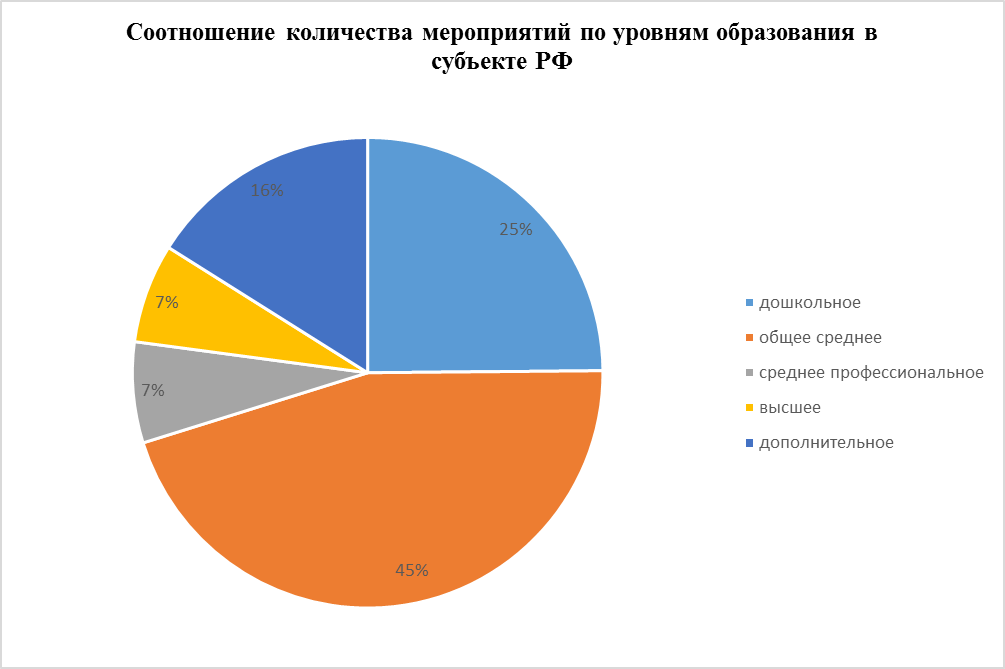 Соотношение количества мероприятий по уровням образования в
субъекте РФ
16%
25%
7%
7%
45%
дошкольное
общее среднее
среднее профессиональное
высшее
дополнительное